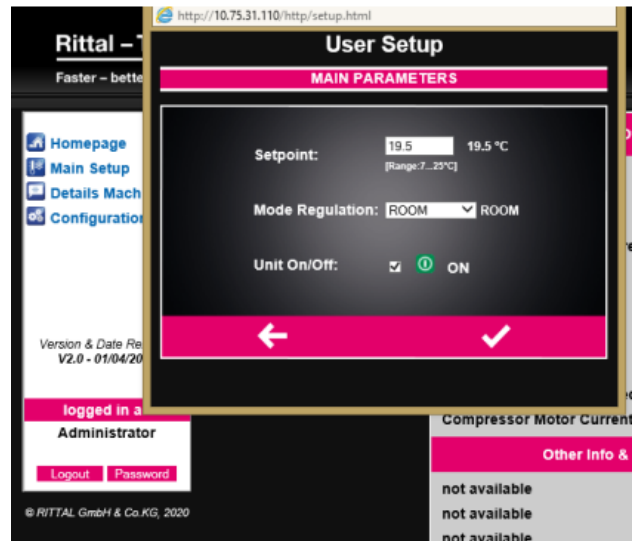 http://10.75.31.110/http/setup.html
Rittal –
User Setup
Faster – bette
MAIN PARAMETERS
Setpoint: 19.5 19.5 °C
[Range:7...25°C]
Mode Regulation: ROOM ROOM
Unit On/Off: ON
Homepage
Main Setup
Details Mach
Configuration
Version & Date Re
V2.0 - 01/04/20
logged in a
Administrator
Logout Password
© RITTAL GmbH & Co.KG, 2020
Compressor Motor Current
Other Info &
not available
not available
not available